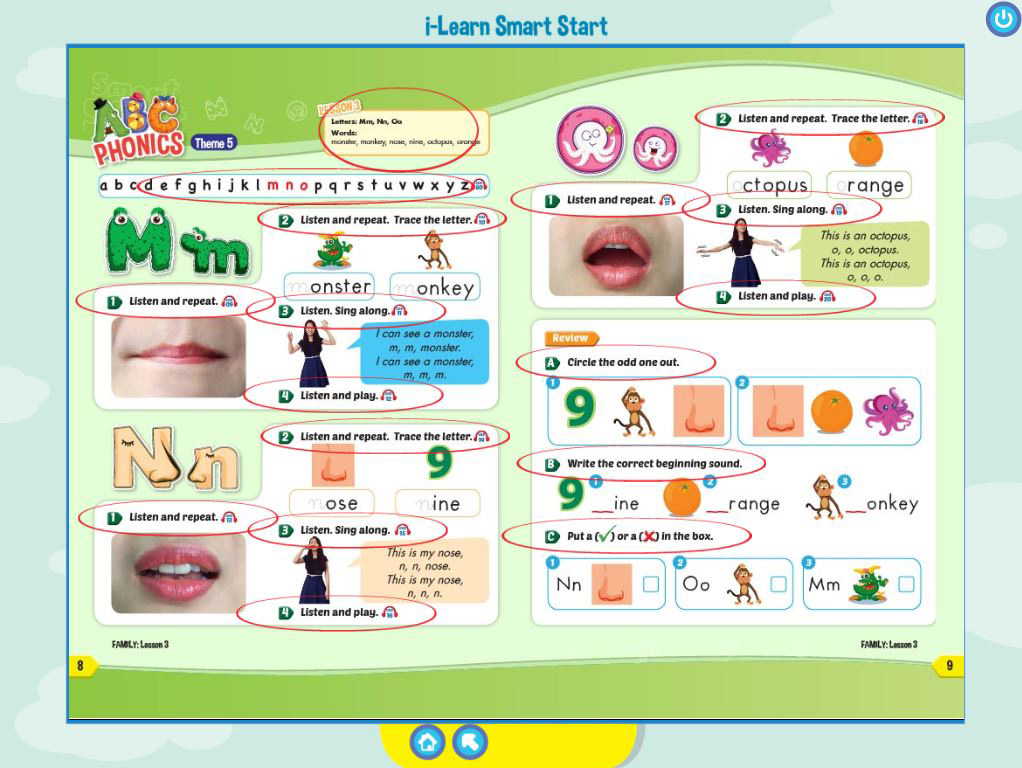 i-Learn Smart Start
Smart
ABC
PHONICS
Theme 5
LESSON 3
Letters: Mm, Nn, Oo
Words:
monster, monkey, nose, nine, octopus, orange
a b c d e f g h i j k l m n o p q r s t u v w x y z
M m
2 Listen and repeat. Trace the letter.
monster monkey
1 Listen and repeat.
3 Listen. Sing along.
I can see a monster,
m, m, monster.
I can see a monster,
m, m, m.
4 Listen and play.
N n
2 Listen and repeat. Trace the letter.
9
nose nine
1 Listen and repeat.
3 Listen. Sing along.
This is my nose,
n, n, nose.
This is my nose,
n, n, n.
4 Listen and play.
FAMILY: Lesson 3
8
2 Listen and repeat. Trace the letter.
octopus orange
1 Listen and repeat.
3 Listen. Sing along.
This is an octopus,
o, o, octopus.
This is an octopus,
o, o, o.
4 Listen and play.
Review
A Circle the odd one out.
1 9 2
B Write the correct beginning sound.
9 1 _ine 2 _range 3 _onkey
C Put a (✓) or a (✗) in the box.
1 Nn 2 Oo 3 Mm
FAMILY: Lesson 3
9